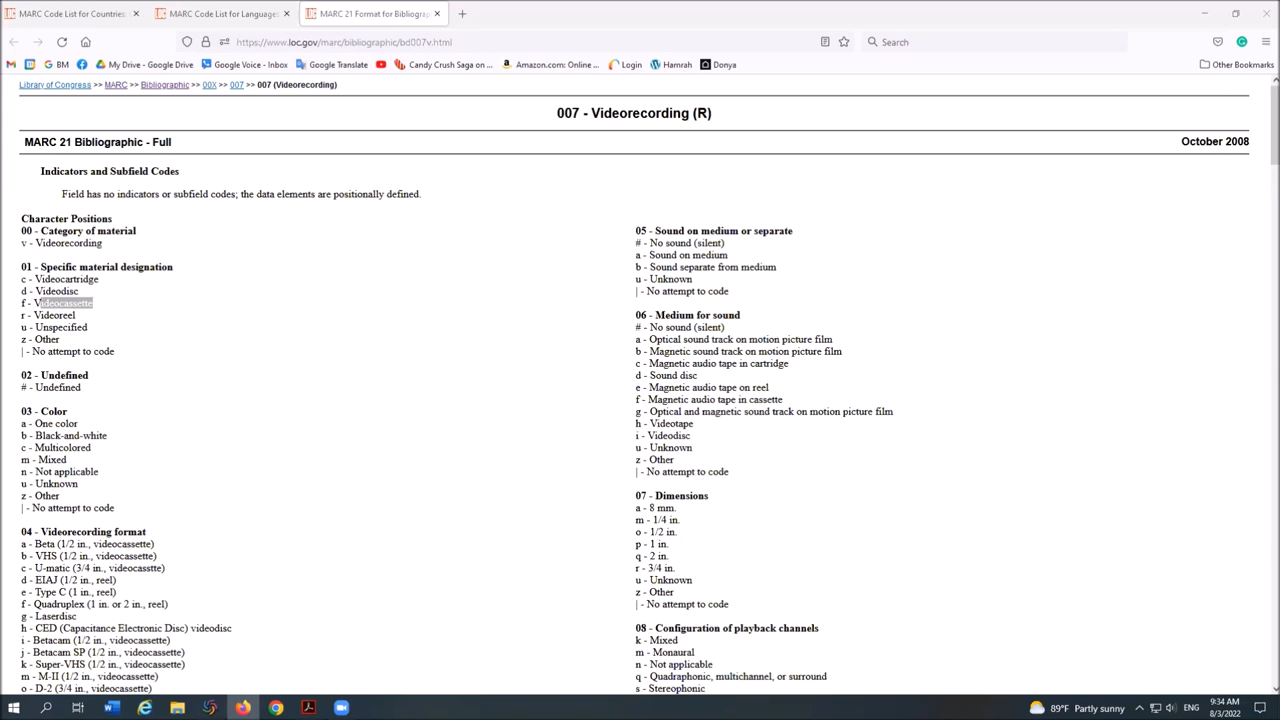 MARC Code List for Countries:
MARC Code List for Languages:
MARC 21 Format for Bibliograp
https://www.loc.gov/marc/bibliographic/bd007v.html
Search
GM
BM
My Drive - Google Drive
Google Voice - Inbox
Google Translate
Candy Crush Saga on ...
Amazon.com: Online ...
Login
Hamrah
Donya
Other Bookmarks
Library of Congress >> MARC >> Bibliographic >> 00X >> 007 >> 007 (Videorecording)
007 - Videorecording (R)
MARC 21 Bibliographic - Full
October 2008
Indicators and Subfield Codes
Field has no indicators or subfield codes; the data elements are positionally defined.
Character Positions
00 - Category of material
v - Videorecording
01 - Specific material designation
c - Videocartridge
d - Videodisc
f - Videocassette
r - Videoreel
u - Unspecified
z - Other
| - No attempt to code
02 - Undefined
# - Undefined
03 - Color
a - One color
b - Black-and-white
c - Multicolored
m - Mixed
n - Not applicable
u - Unknown
z - Other
| - No attempt to code
04 - Videorecording format
a - Beta (1/2 in., videocassette)
b - VHS (1/2 in., videocassette)
c - U-matic (3/4 in., videocasstte)
d - EIAJ (1/2 in., reel)
e - Type C (1 in., reel)
f - Quadruplex (1 in. or 2 in., reel)
g - Laserdisc
h - CED (Capacitance Electronic Disc) videodisc
i - Betacam (1/2 in., videocassette)
j - Betacam SP (1/2 in., videocassette)
k - Super-VHS (1/2 in., videocassette)
m - M-II (1/2 in., videocassette)
o - D-2 (3/4 in., videocassette)
05 - Sound on medium or separate
# - No sound (silent)
a - Sound on medium
b - Sound separate from medium
u - Unknown
| - No attempt to code
06 - Medium for sound
# - No sound (silent)
a - Optical sound track on motion picture film
b - Magnetic sound track on motion picture film
c - Magnetic audio tape in cartridge
d - Sound disc
e - Magnetic audio tape on reel
f - Magnetic audio tape in cassette
g - Optical and magnetic sound track on motion picture film
h - Videotape
i - Videodisc
u - Unknown
z - Other
| - No attempt to code
07 - Dimensions
a - 8 mm.
m - 1/4 in.
o - 1/2 in.
p - 1 in.
q - 2 in.
r - 3/4 in.
u - Unknown
z - Other
| - No attempt to code
08 - Configuration of playback channels
k - Mixed
m - Monaural
n - Not applicable
q - Quadraphonic, multichannel, or surround
s - Stereophonic
89°F Partly sunny
ENG
9:34 AM
8/3/2022